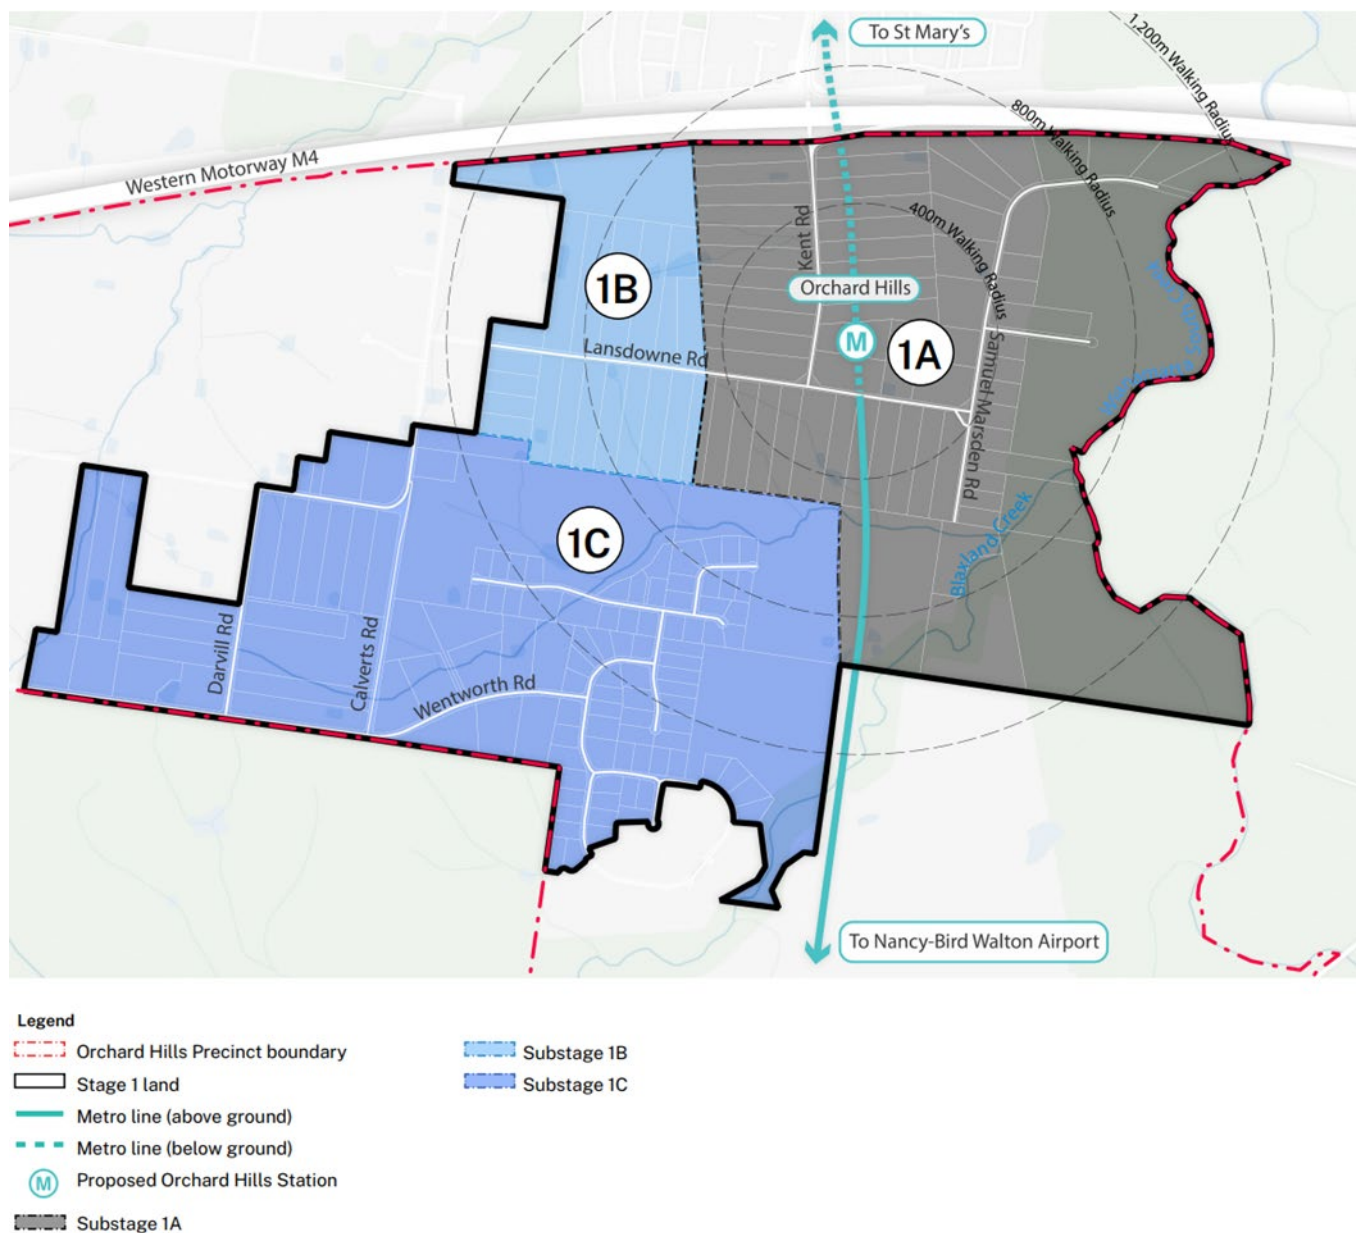 To St Mary's
1,200m Walking Radius
800m Walking Radius
Western Motorway M4
400m Walking Radius
Kent Rd
1B
Orchard Hills
M
1A
Lansdowne Rd
Samuel Marsden Rd
South Creek
Blaxland Creek
1C
Darvill Rd
Calverts Rd
Wentworth Rd
To Nancy-Bird Walton Airport
Legend
Orchard Hills Precinct boundary
Stage 1 land
Metro line (above ground)
Metro line (below ground)
M Proposed Orchard Hills Station
Substage 1A
Substage 1B
Substage 1C